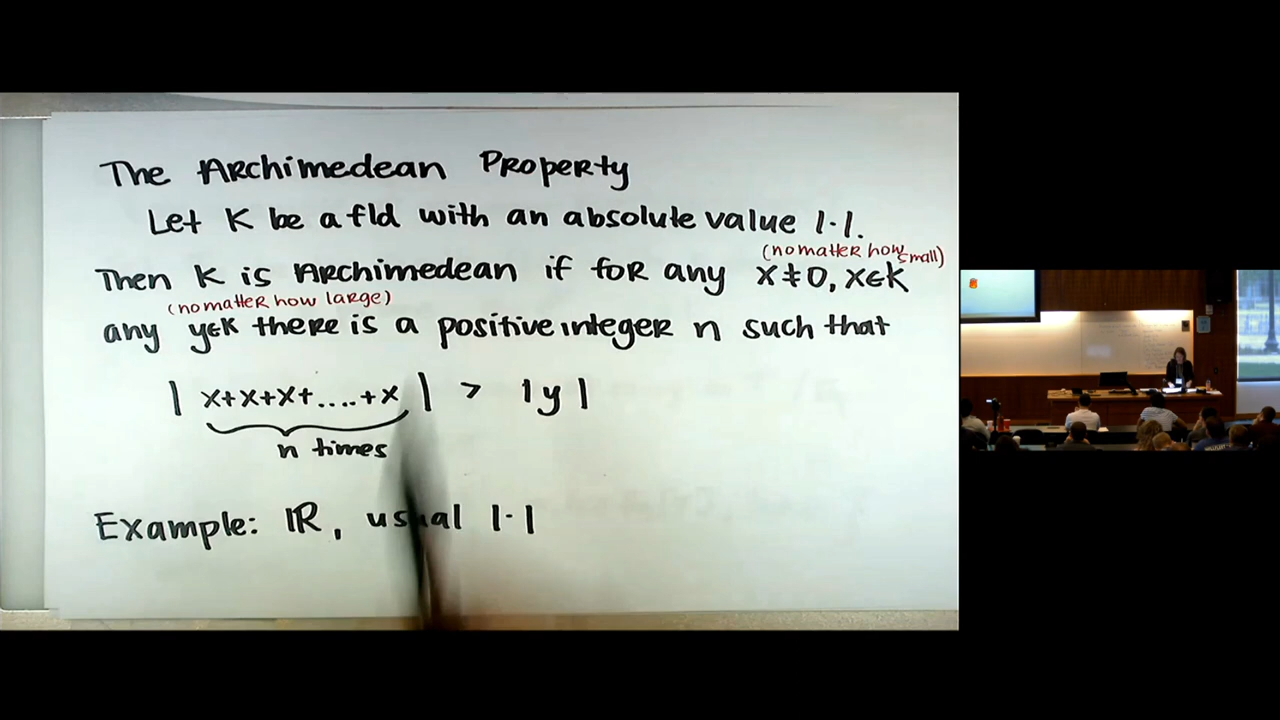 The Archimedean Property
Let K be a fld with an absolute value |·|.
(no matter how small)
Then K is Archimedean if for any x≠0, x∈K
(no matter how large)
any y∈K there is a positive integer n such that
| x+x+x+....+x | > |y|
n times
Example: ℝ, usual |·|